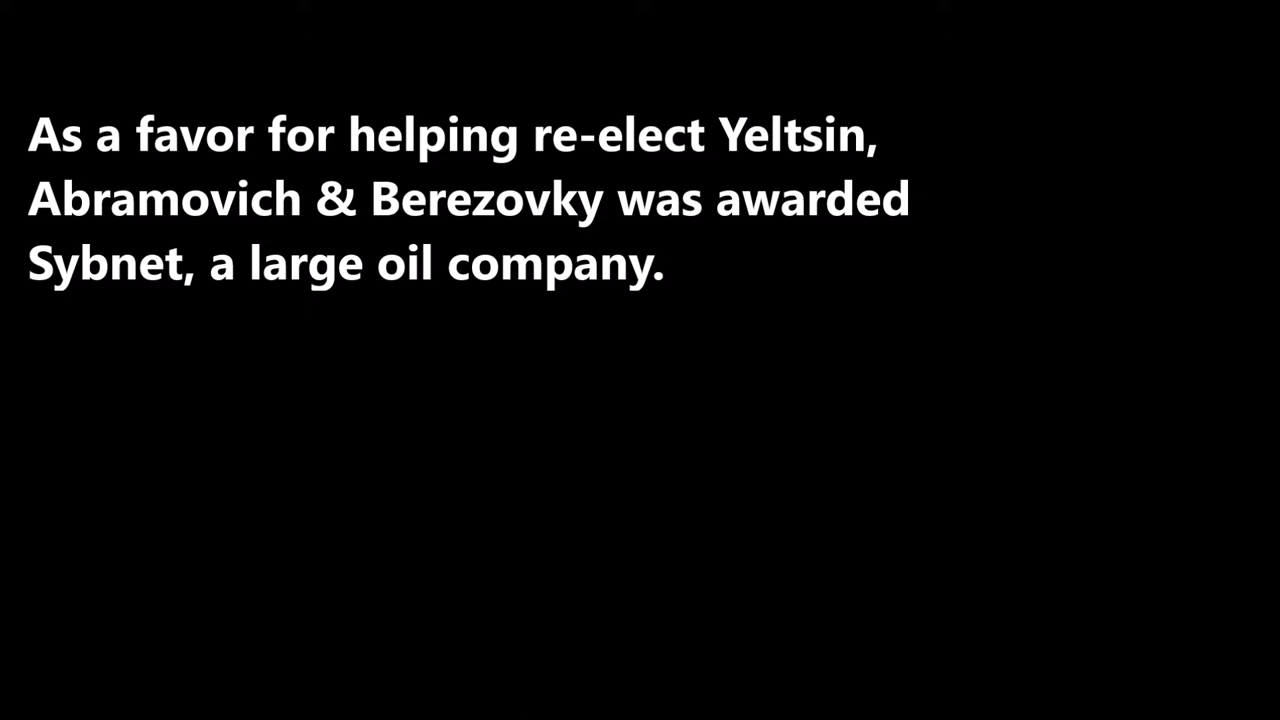 As a favor for helping re-elect Yeltsin,
Abramovich & Berezovky was awarded
Sybnet, a large oil company.